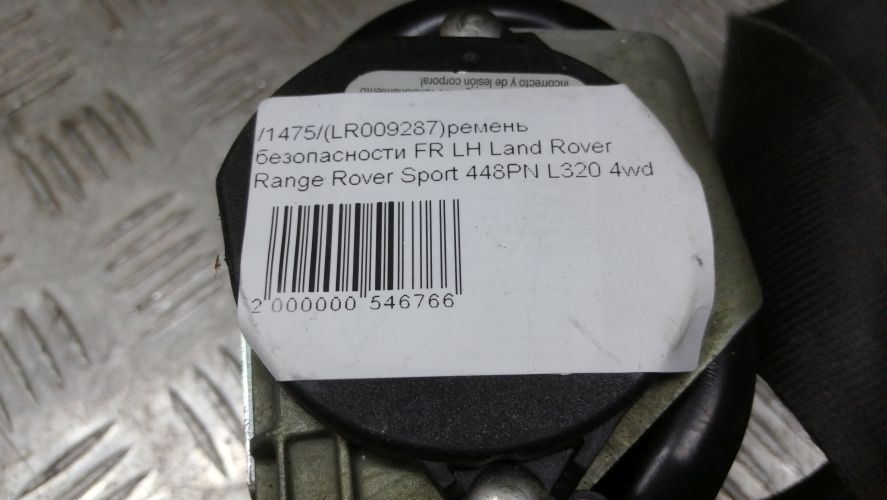 incorrecto y de lesión corporal
/1475/(LR009287)ремень
безопасности FR LH Land Rover
Range Rover Sport 448PN L320 4wd
2 000000 546766